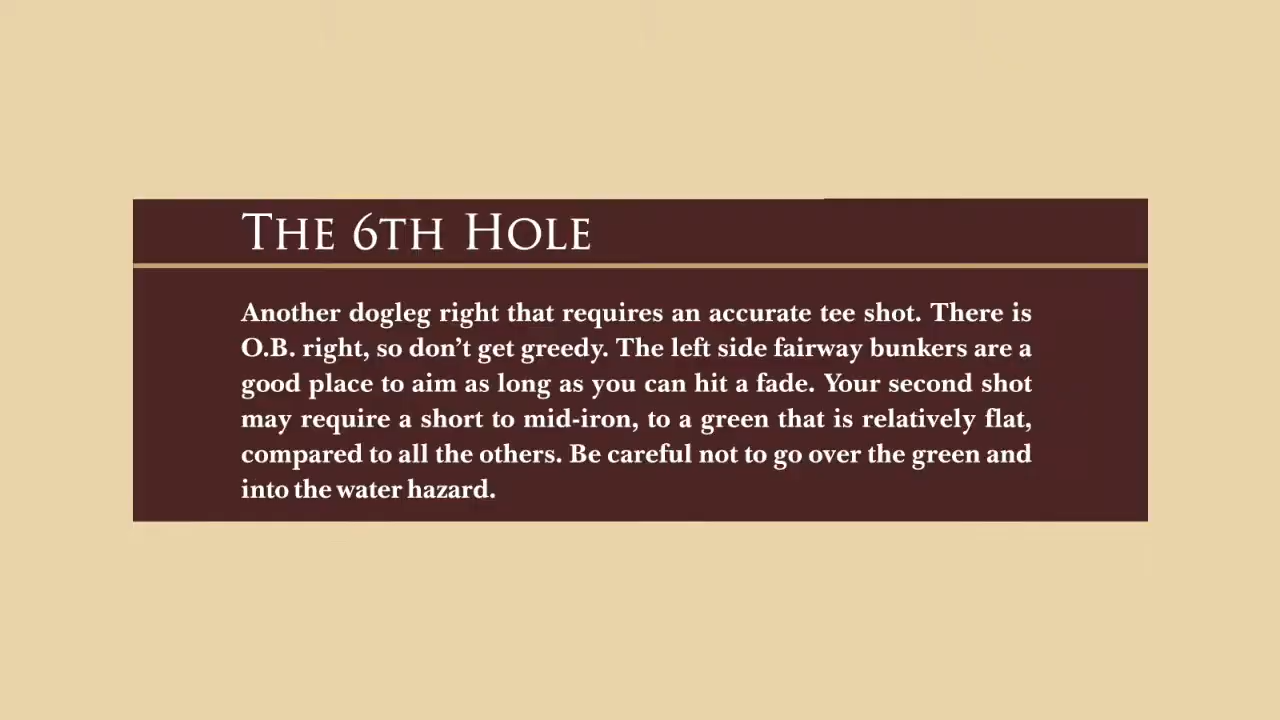 The 6th Hole
Another dogleg right that requires an accurate tee shot. There is
O.B. right, so don’t get greedy. The left side fairway bunkers are a
good place to aim as long as you can hit a fade. Your second shot
may require a short to mid-iron, to a green that is relatively flat,
compared to all the others. Be careful not to go over the green and
into the water hazard.